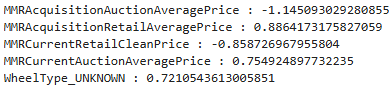 MMRAcquisitionAuctionAveragePrice : -1.145093029280855
MMRAcquisitionRetailAveragePrice : 0.8864173175827059
MMRCurrentRetailCleanPrice : -0.858726967955804
MMRCurrentAuctionAveragePrice : 0.754924897732235
WheelType_UNKNOWN : 0.7210543613005851